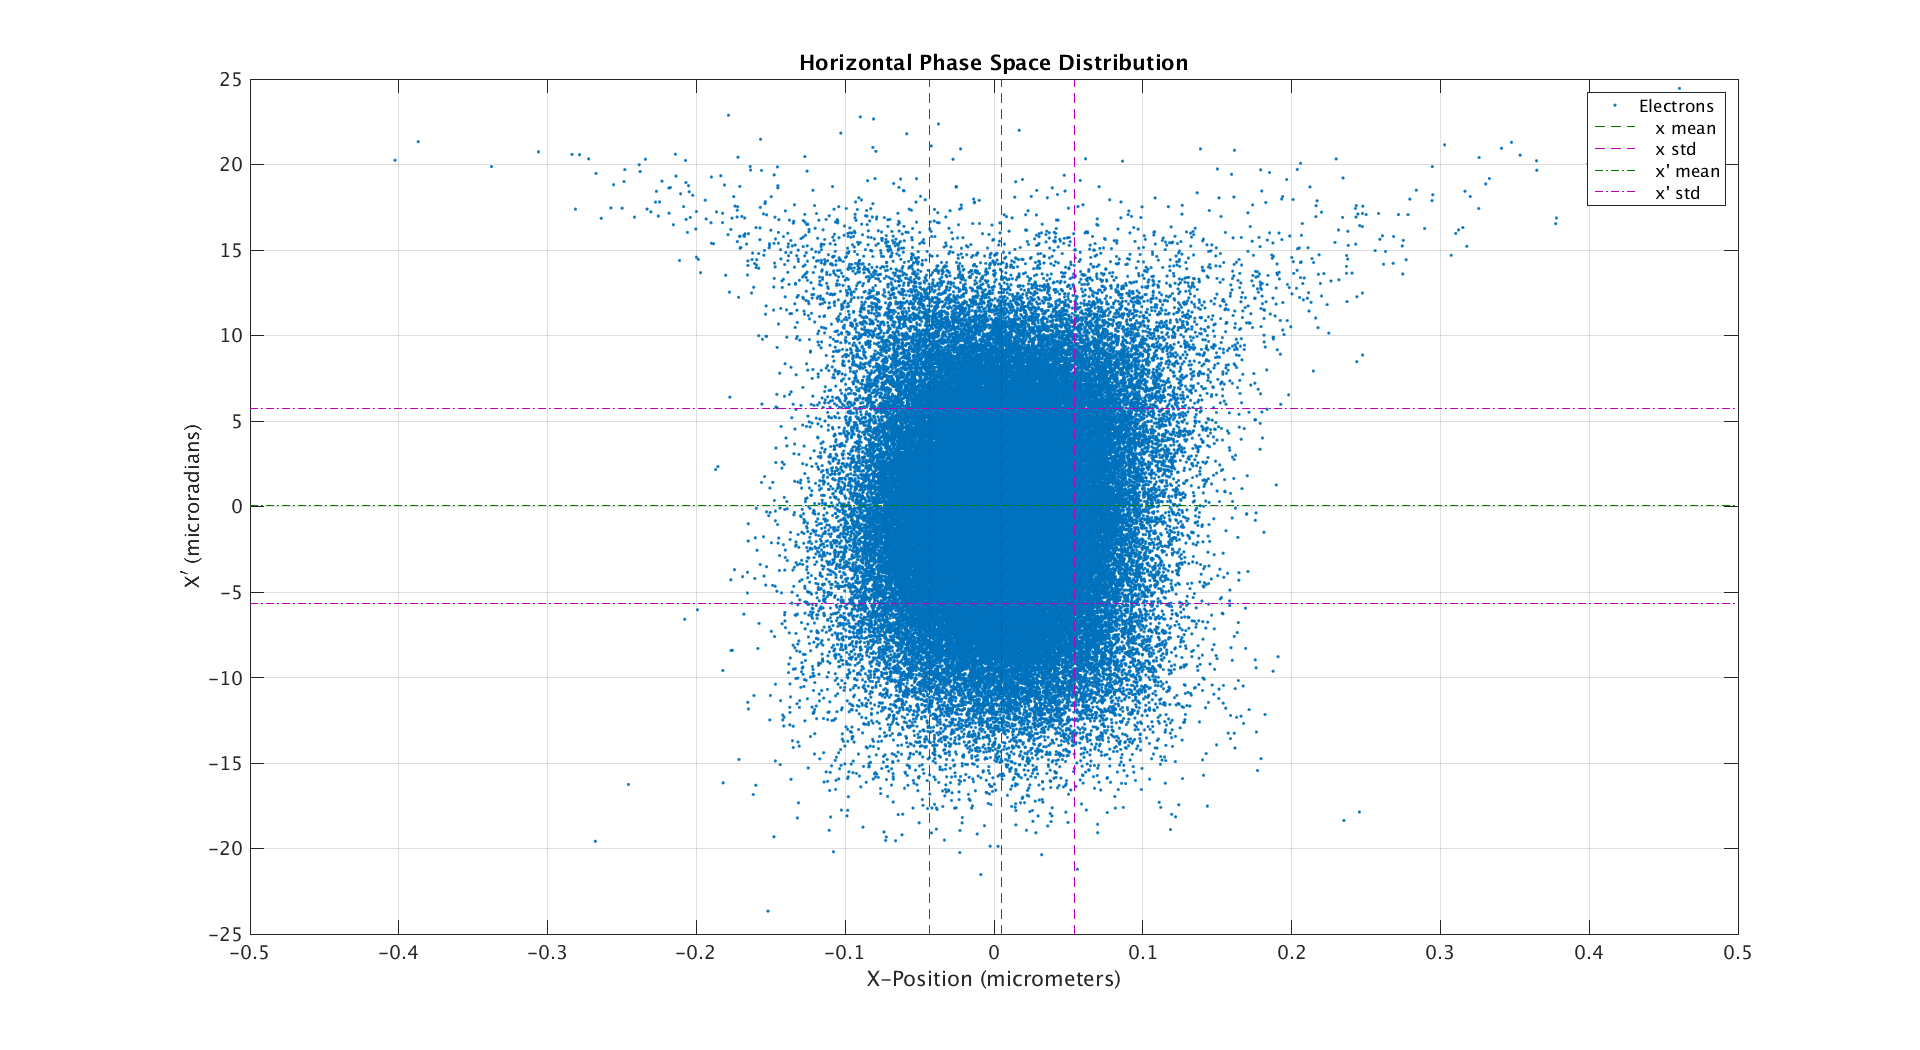 Horizontal Phase Space Distribution
25
20
15
10
5
0
−5
−10
−15
−20
−25
X′ (microradians)
−0.5 −0.4 −0.3 −0.2 −0.1 0 0.1 0.2 0.3 0.4 0.5
X−Position (micrometers)
Electrons
x mean
x std
x' mean
x' std